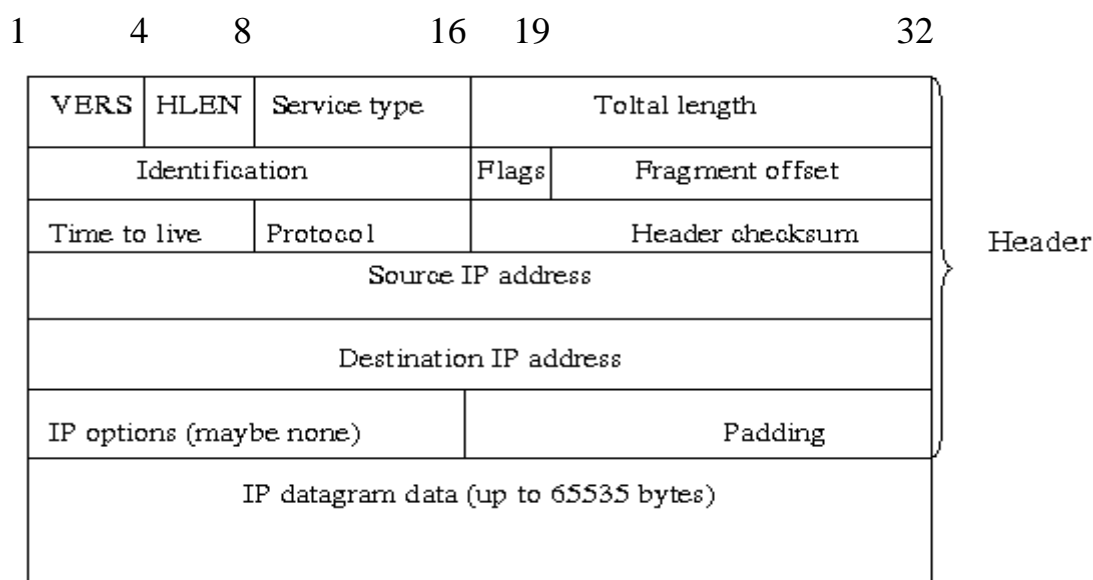 1 4 8 16 19 32
VERS HLEN Service type Toltal length
Identification Flags Fragment offset
Time to live Protocol Header checksum
Header
Source IP address
Destination IP address
IP options (maybe none) Padding
IP datagram data (up to 65535 bytes)